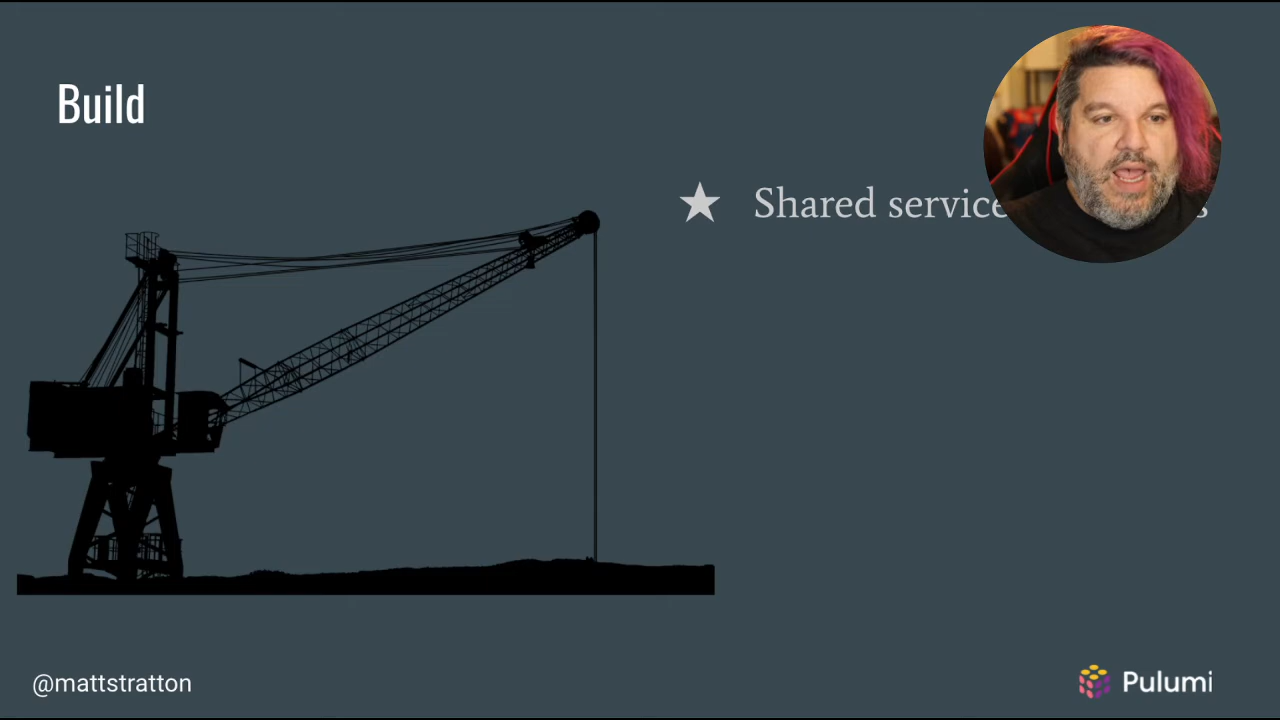 Build
★ Shared service
@mattstratton
Pulumi